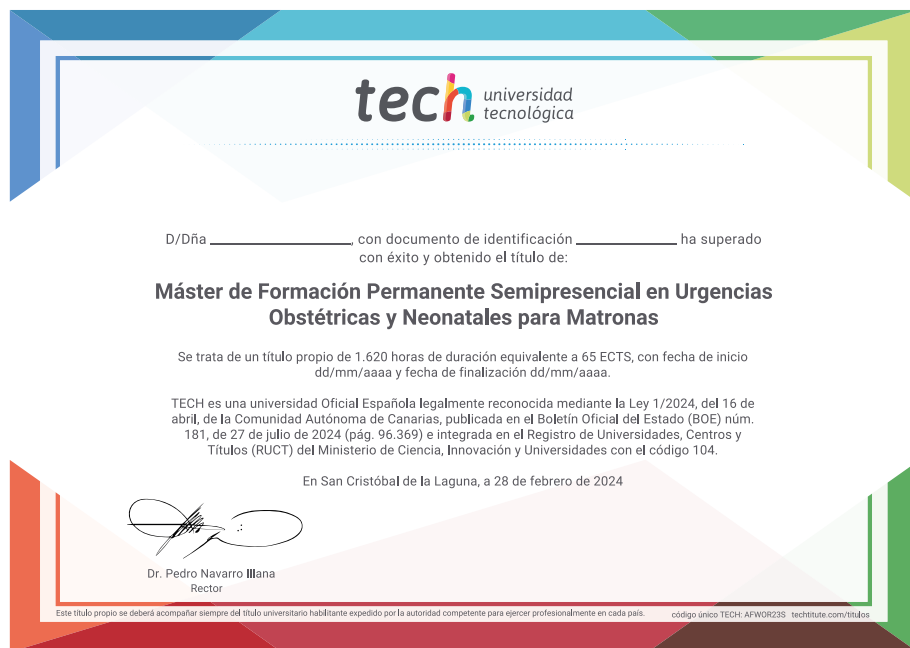 tech universidad
tecnológica
D/Dña ____________________, con documento de identificación ______________ ha superado
con éxito y obtenido el título de:
Máster de Formación Permanente Semipresencial en Urgencias
Obstétricas y Neonatales para Matronas
Se trata de un título propio de 1.620 horas de duración equivalente a 65 ECTS, con fecha de inicio
dd/mm/aaaa y fecha de finalización dd/mm/aaaa.
TECH es una universidad Oficial Española legalmente reconocida mediante la Ley 1/2024, del 16 de
abril, de la Comunidad Autónoma de Canarias, publicada en el Boletín Oficial del Estado (BOE) núm.
181, de 27 de julio de 2024 (pág. 96.369) e integrada en el Registro de Universidades, Centros y
Títulos (RUCT) del Ministerio de Ciencia, Innovación y Universidades con el código 104.
En San Cristóbal de la Laguna, a 28 de febrero de 2024
Dr. Pedro Navarro Illana
Rector
Este título propio se deberá acompañar siempre del título universitario habilitante expedido por la autoridad competente para ejercer profesionalmente en cada país. código único TECH: AFWOR23S techtitute.com/titulos